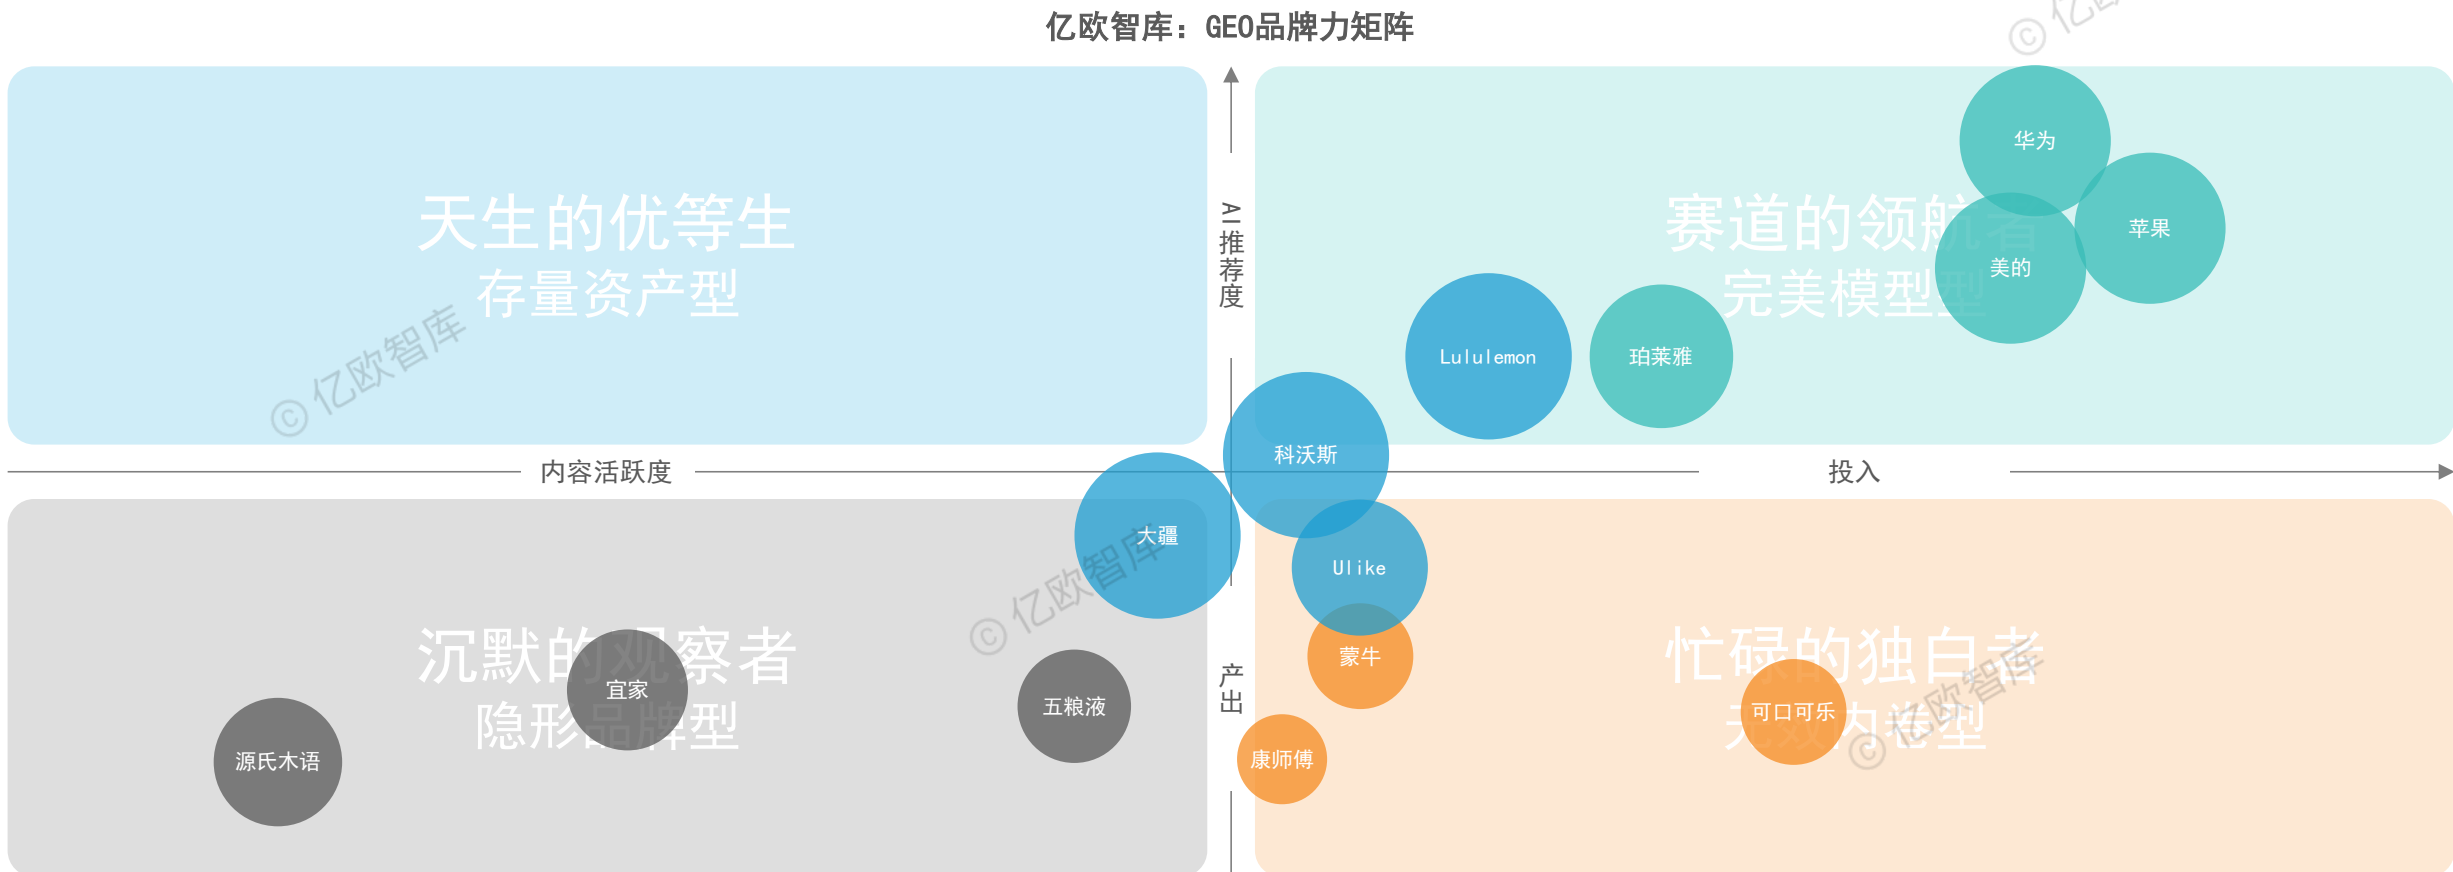 亿欧智库：GEO品牌力矩阵
© 亿欧
天生的优等生
存量资产型
赛道的领航者
完美模型型
华为
苹果
美的
AI推荐度
Lululemon
珀莱雅
© 亿欧智库
科沃斯
内容活跃度
投入
大疆
© 亿欧智库
Ulike
沉默的观察者
隐形品牌型
忙碌的独白者
无效内卷型
蒙牛
产出
宜家
五粮液
可口可乐
© 亿欧智库
源氏木语
康师傅